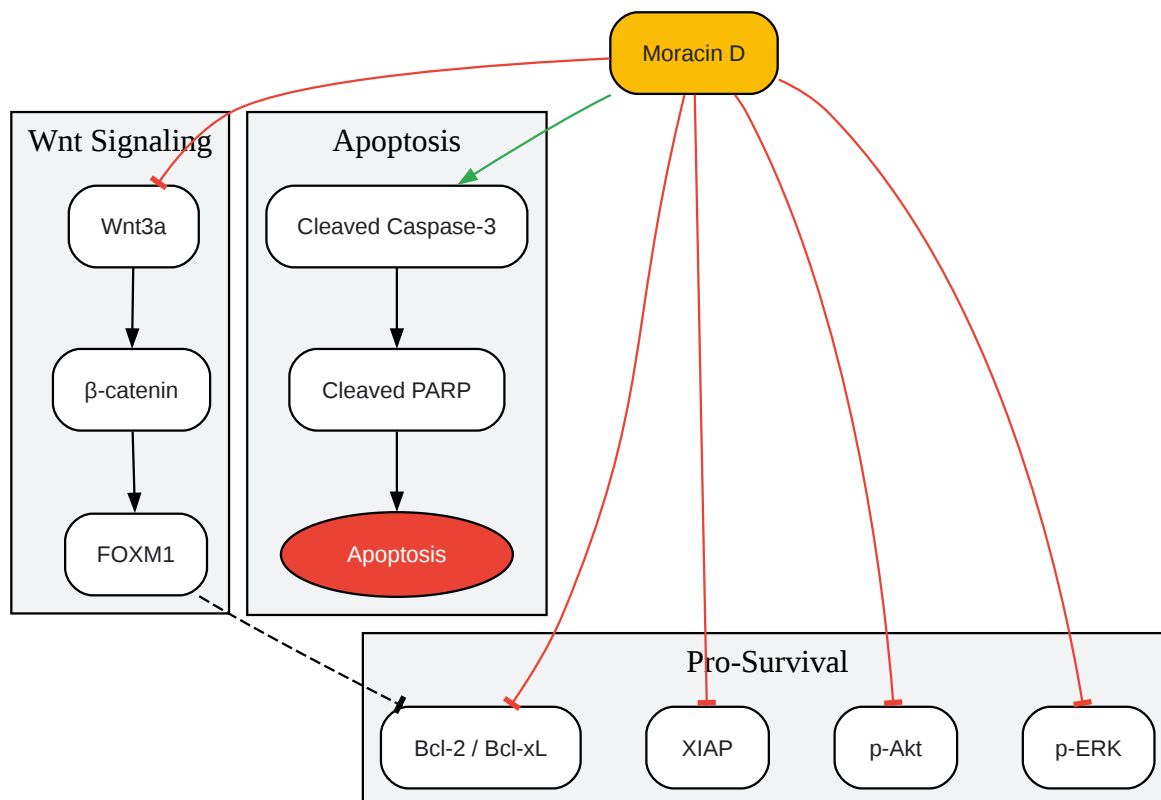 Moracin D
Wnt Signaling
Apoptosis
Wnt3a
Cleaved Caspase-3
β-catenin
Cleaved PARP
FOXM1
Apoptosis
Pro-Survival
Bcl-2 / Bcl-xL
XIAP
p-Akt
p-ERK